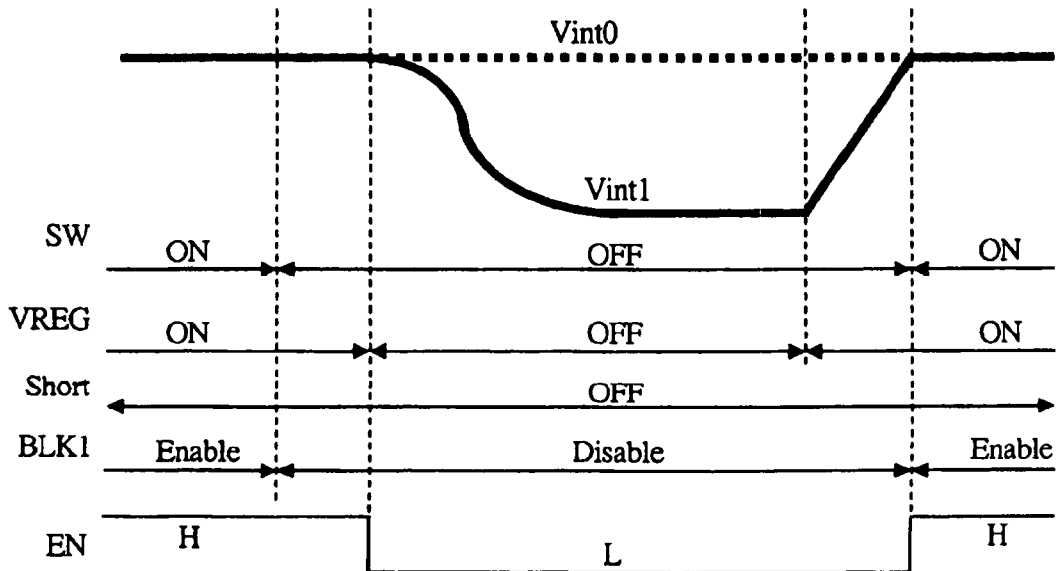 Vint0
Vint1
SW
ON OFF ON
VREG
ON OFF ON
Short
OFF
BLK1
Enable Disable Enable
EN
H L H